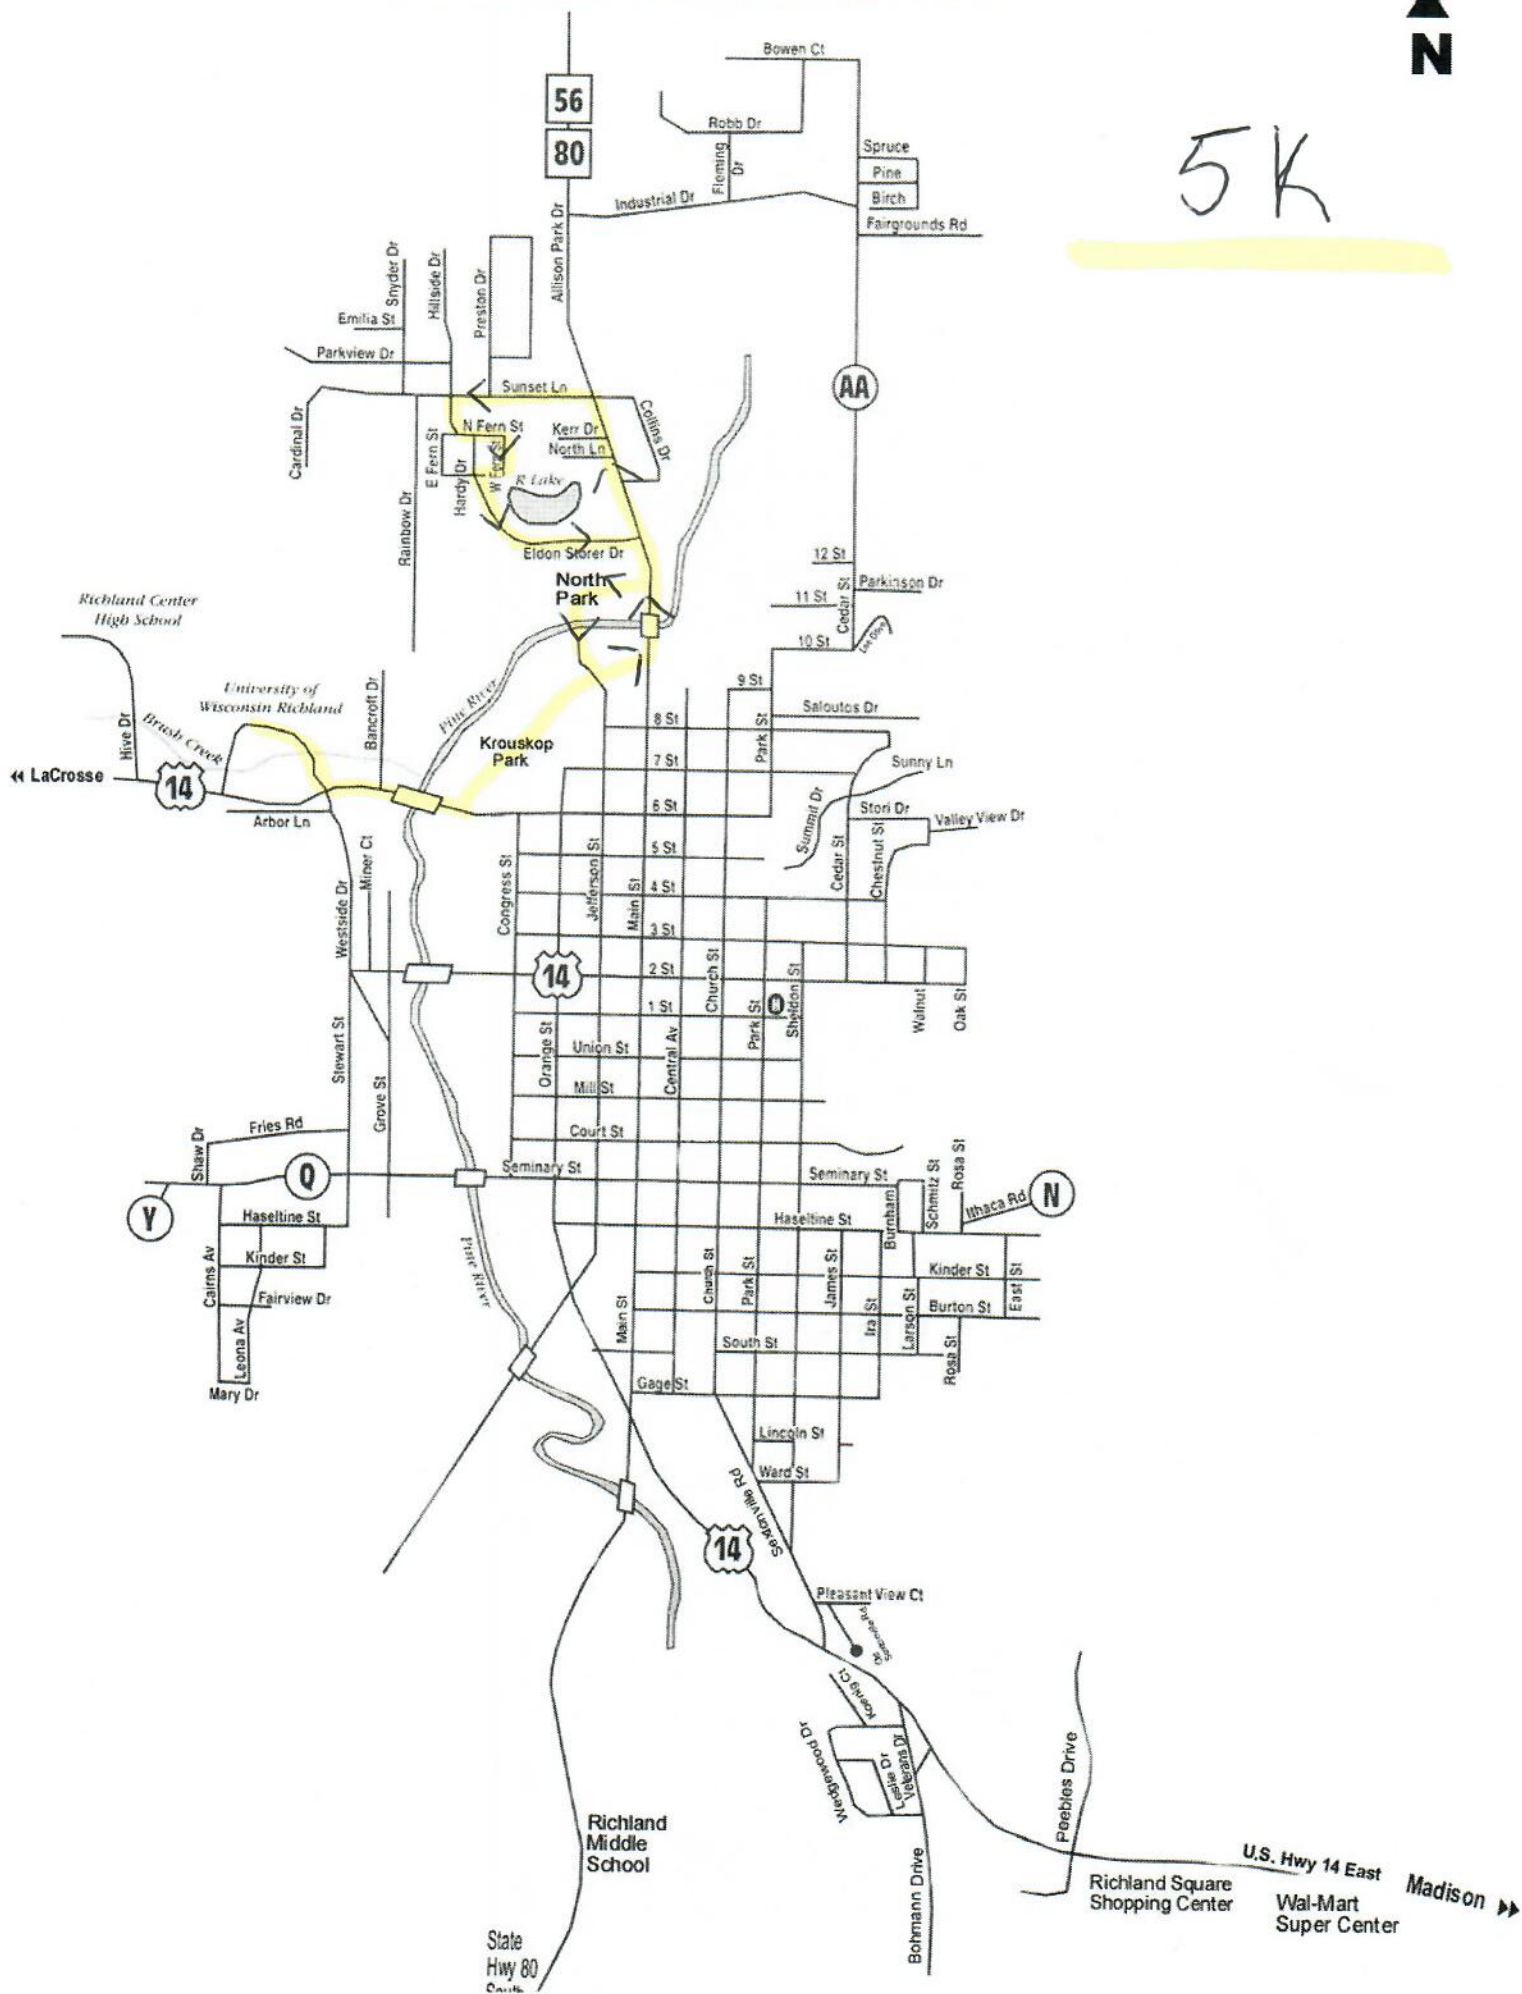 N
5K
Bowen Ct
56
80
Robb Dr
Fleming Dr
Spruce
Pine
Birch
Industrial Dr
Fairgrounds Rd
Allison Park Dr
Snyder Dr
Hillside Dr
Preston Dr
Emilia St
Parkview Dr
Sunset Ln
AA
Cardinal Dr
Collins Dr
N Fern St
Kerr Dr
North Ln
E Fern St
Hardy Dr
W Fern St
R Lake
Rainbow Dr
Eldon Storer Dr
12 St
North
Park
Parkinson Dr
11 St
Cedar St
Richland Center
High School
10 St
9 St
University of
Wisconsin Richland
Bancroft Dr
Pine River
Saloutos Dr
8 St
Park St
Hive Dr
Brush Creek
Krouskop
Park
7 St
Sunny Ln
LaCrosse
14
6 St
Summit Dr
Stori Dr
Valley View Dr
Arbor Ln
Miner Ct
Congress St
Jefferson St
5 St
Cedar St
Chestnut St
Westside Dr
Main St
4 St
3 St
14
2 St
Church St
Sheldon St
1 St
Park St
H
Walnut
Oak St
Stewart St
Orange St
Union St
Central Av
Grove St
Mill St
Fries Rd
Court St
Shaw Dr
Q
Seminary St
Seminary St
Schmitz St
Rosa St
Ithaca Rd
N
Y
Haseltine St
Haseltine St
Burnham
Kinder St
Cairns Av
Pine River
Church St
Park St
James St
Kinder St
East St
Fairview Dr
Main St
Ira St
Larson St
Burton St
Leona Av
South St
Rosa St
Mary Dr
Gage St
Lincoln St
Ward St
Sextonville Rd
14
Pleasant View Ct
Koenig Ct
Wedgewood Dr
Leslie Dr
Veterans Dr
Peebles Drive
Richland
Middle
School
Bohmann Drive
U.S. Hwy 14 East
Madison
Richland Square
Shopping Center
Wal-Mart
Super Center
State
Hwy 80
South